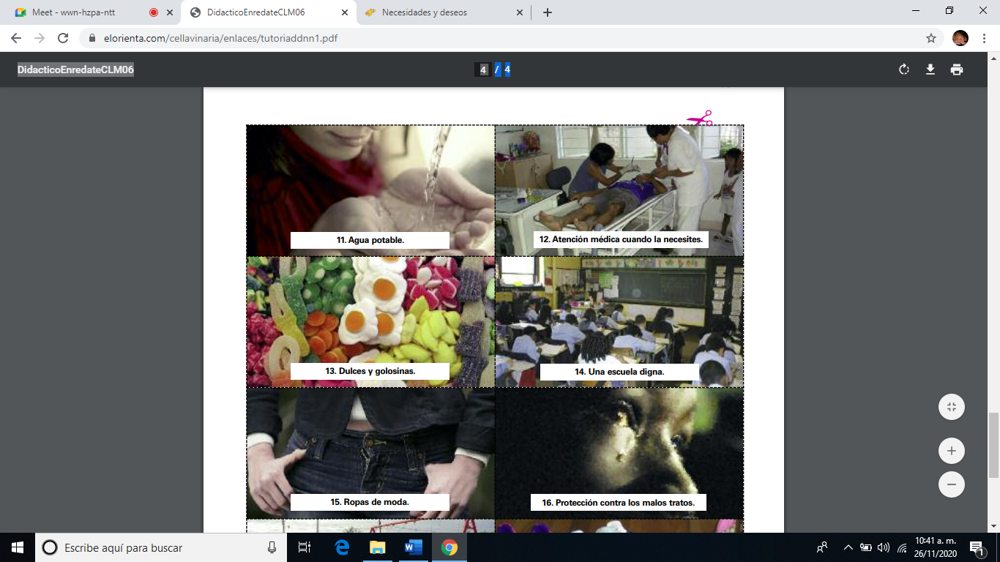 Meet - wwn-hzpa-ntt
DidacticoEnredateCLM06
Necesidades y deseos
elorienta.com/cellavinaria/enlaces/tutoriaddnn1.pdf
DidacticoEnredateCLM06
4 / 4
11. Agua potable.
12. Atención médica cuando la necesites.
13. Dulces y golosinas.
14. Una escuela digna.
15. Ropas de moda.
16. Protección contra los malos tratos.
Escribe aquí para buscar
10:41 a. m.
26/11/2020
1